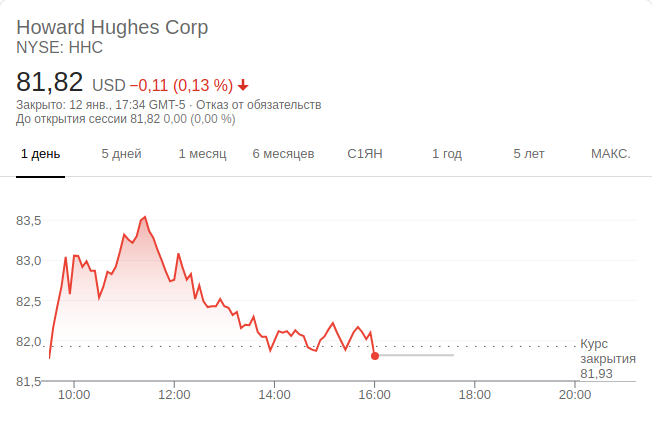 Howard Hughes Corp
NYSE: HHC
81,82 USD −0,11 (0,13 %)
Закрыто: 12 янв., 17:34 GMT-5 · Отказ от обязательств
До открытия сессии 81,82 0,00 (0,00 %)
1 день 5 дней 1 месяц 6 месяцев С1ЯН 1 год 5 лет МАКС.
83,5
83,0
82,5
82,0
81,5
Курс
закрытия
81,93
10:00 12:00 14:00 16:00 18:00 20:00